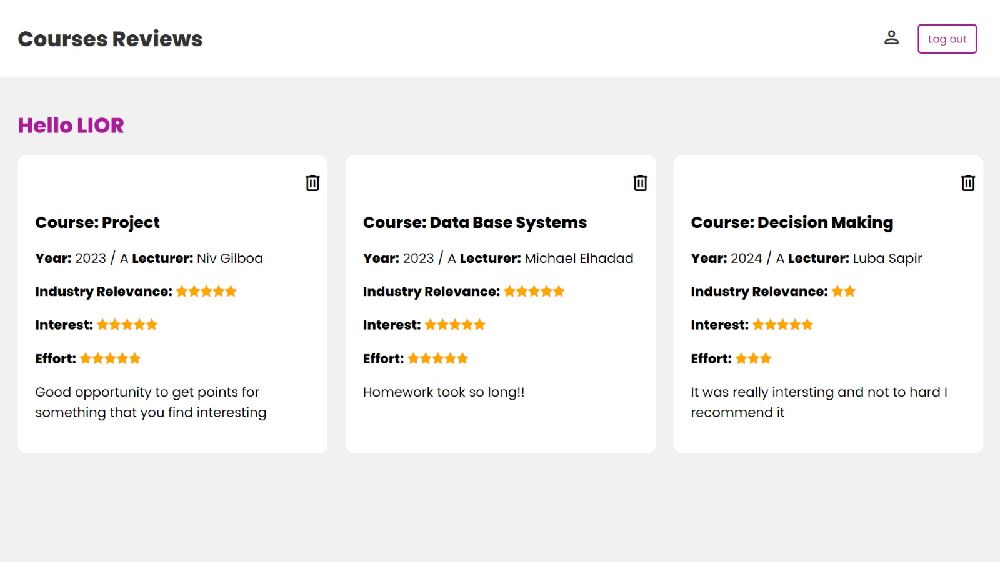 Courses Reviews
Log out
Hello LIOR
Course: Project
Year: 2023 / A Lecturer: Niv Gilboa
Industry Relevance:
Interest:
Effort:
Good opportunity to get points for
something that you find interesting
Course: Data Base Systems
Year: 2023 / A Lecturer: Michael Elhadad
Industry Relevance:
Interest:
Effort:
Homework took so long!!
Course: Decision Making
Year: 2024 / A Lecturer: Luba Sapir
Industry Relevance:
Interest:
Effort:
It was really intersting and not to hard I
recommend it